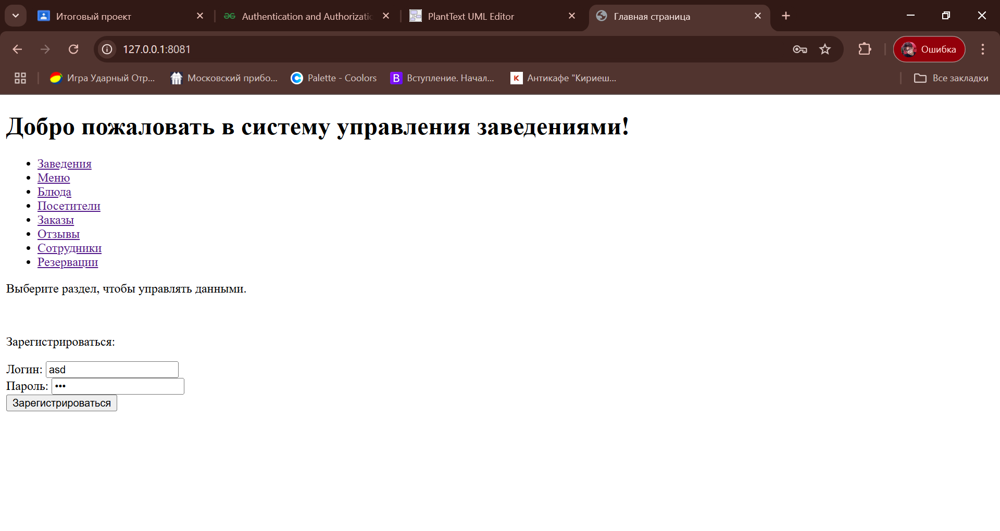 Итоговый проект
Authentication and Authorizatic
PlantText UML Editor
Главная страница
127.0.0.1:8081
Ошибка
Игра Ударный Отр...
Московский прибо...
Palette - Coolors
B Вступление. Начал...
K Антикафе "Кириеш...
Все закладки
Добро пожаловать в систему управления заведениями!
Заведения
Меню
Блюда
Посетители
Заказы
Отзывы
Сотрудники
Резервации
Выберите раздел, чтобы управлять данными.
Зарегистрироваться:
Логин: asd
Пароль: •••
Зарегистрироваться